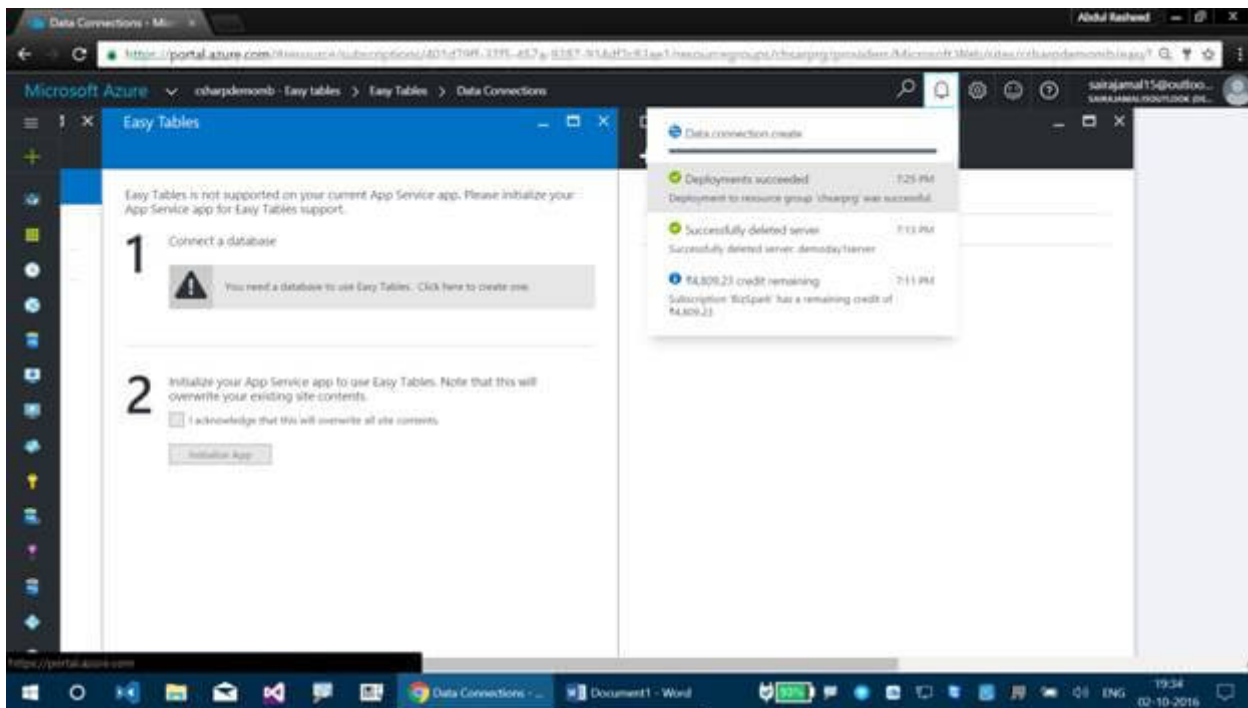 Data Connections - Mi
Abdul Rasheed
Microsoft Azure
csharpdemomb - Easy tables > Easy Tables > Data Connections
sairajamal15@outloo...
Easy Tables
Data connection create
Deployments succeeded 7:25 PM
Deployment to resource group 'chsarprg' was successful.
Successfully deleted server 7:13 PM
Successfully deleted server: demoday1server
₹4,809.23 credit remaining 7:11 PM
Subscription 'BizSpark' has a remaining credit of
₹4,809.23
Easy Tables is not supported on your current App Service app. Please initialize your
App Service app for Easy Tables support.
1
Connect a database
You need a database to use Easy Tables. Click here to create one.
2
Initialize your App Service app to use Easy Tables. Note that this will
overwrite your existing site contents.
I acknowledge that this will overwrite all site contents.
Initialize App
https://portal.azure.com
Data Connections - ...
Document1 - Word
93%
ENG
19:34
02-10-2016